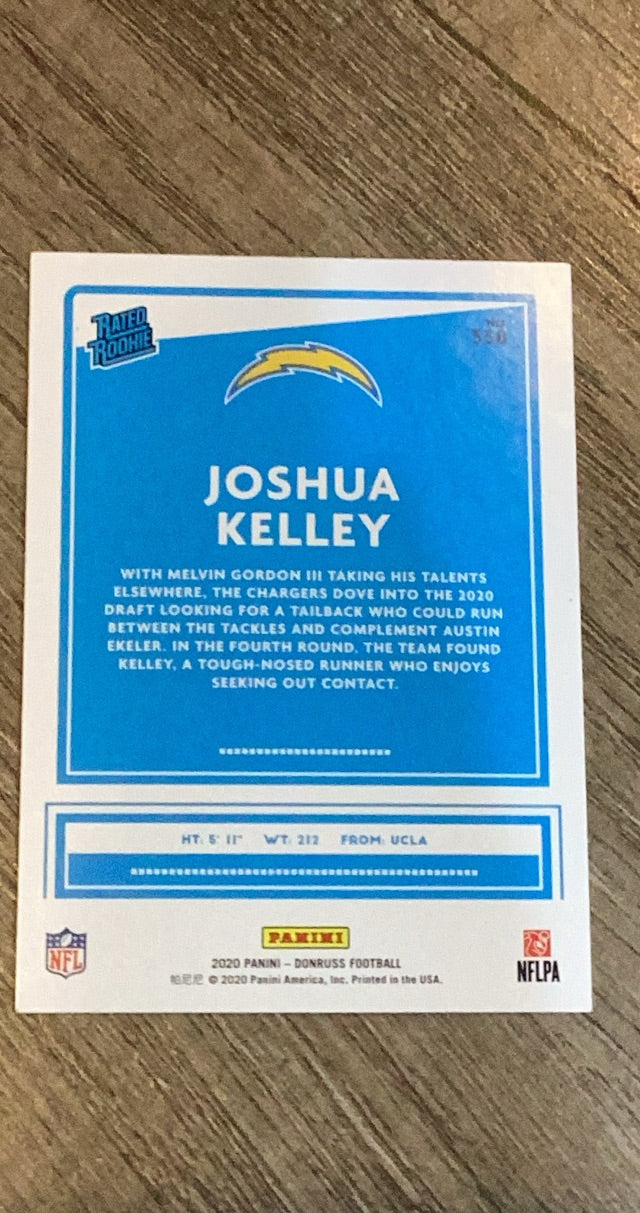 RATED
ROOKIE
NO.
JOSHUA
KELLEY
WITH MELVIN GORDON III TAKING HIS TALENTS
ELSEWHERE, THE CHARGERS DOVE INTO THE 2020
DRAFT LOOKING FOR A TAILBACK WHO COULD RUN
BETWEEN THE TACKLES AND COMPLEMENT AUSTIN
EKELER. IN THE FOURTH ROUND, THE TEAM FOUND
KELLEY, A TOUGH-NOSED RUNNER WHO ENJOYS
SEEKING OUT CONTACT.
HT: 5' 11" WT: 212 FROM: UCLA
NFL
PANINI
2020 PANINI – DONRUSS FOOTBALL
帕尼尼 © 2020 Panini America, Inc. Printed in the USA.
NFLPA